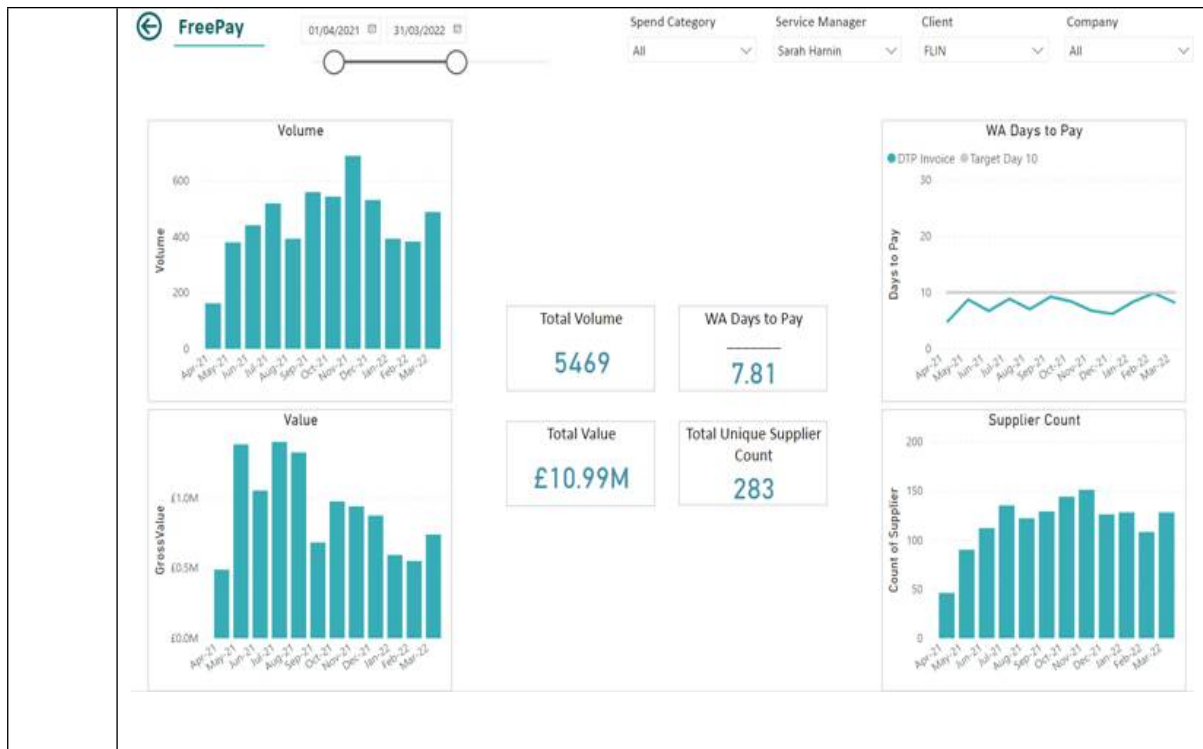 FreePay
01/04/2021 31/03/2022
Spend Category
All
Service Manager
Sarah Harnin
Client
FLIN
Company
All
Volume
600
400
200
0
Volume
Apr-21 May-21 Jun-21 Jul-21 Aug-21 Sep-21 Oct-21 Nov-21 Dec-21 Jan-22 Feb-22 Mar-22
Total Volume
5469
WA Days to Pay
7.81
WA Days to Pay
DTP Invoice Target Day 10
30
20
10
0
Days to Pay
Apr-21 May-21 Jun-21 Jul-21 Aug-21 Sep-21 Oct-21 Nov-21 Dec-21 Jan-22 Feb-22 Mar-22
Value
£1.0M
£0.5M
£0.0M
GrossValue
Apr-21 May-21 Jun-21 Jul-21 Aug-21 Sep-21 Oct-21 Nov-21 Dec-21 Jan-22 Feb-22 Mar-22
Total Value
£10.99M
Total Unique Supplier
Count
283
Supplier Count
200
150
100
50
0
Count of Supplier
Apr-21 May-21 Jun-21 Jul-21 Aug-21 Sep-21 Oct-21 Nov-21 Dec-21 Jan-22 Feb-22 Mar-22